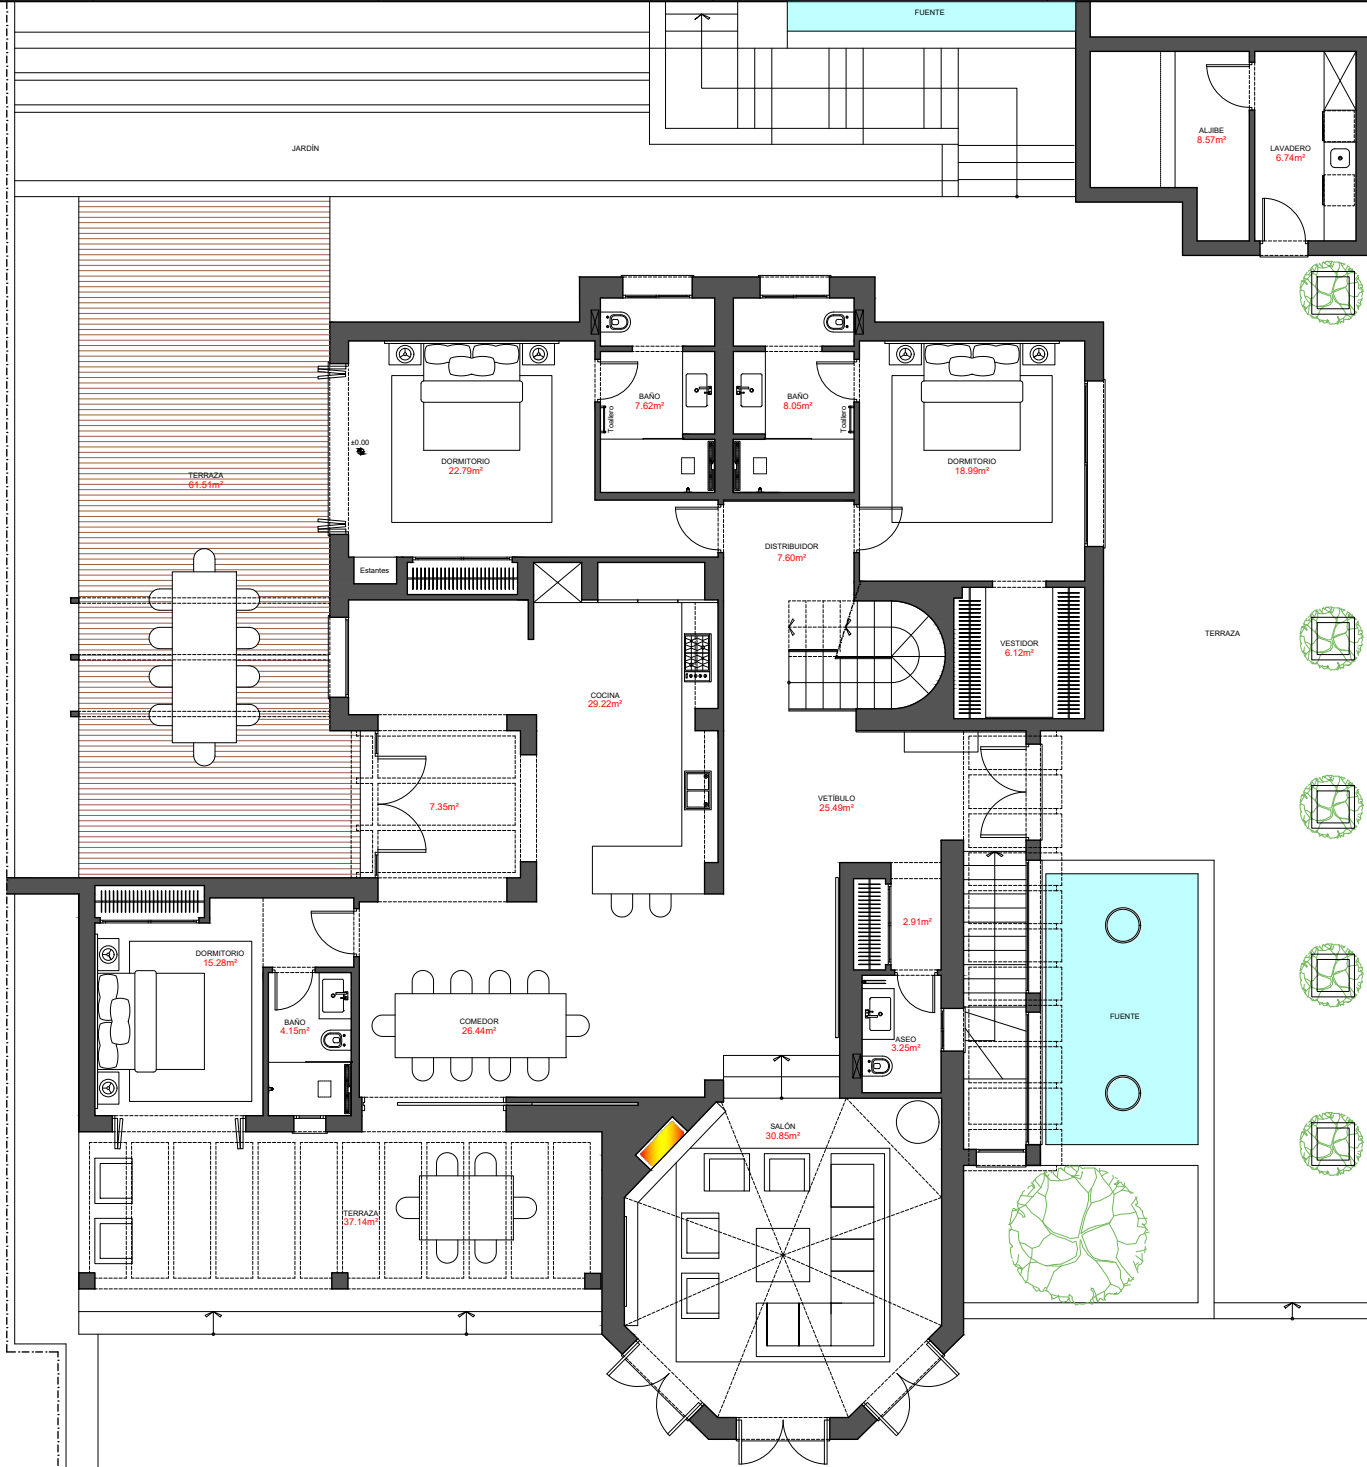 FUENTE
ALJIBE
8.57m²
LAVADERO
6.74m²
JARDÍN
BAÑO
7.62m²
Toallero
BAÑO
8.05m²
Toallero
±0.00
DORMITORIO
22.79m²
DORMITORIO
18.99m²
TERRAZA
61.51m²
DISTRIBUIDOR
7.60m²
Estantes
VESTIDOR
6.12m²
TERRAZA
COCINA
29.22m²
7.35m²
VETÍBULO
25.49m²
2.91m²
DORMITORIO
15.28m²
BAÑO
4.15m²
COMEDOR
26.44m²
ASEO
3.25m²
FUENTE
SALÓN
30.85m²
TERRAZA
37.14m²